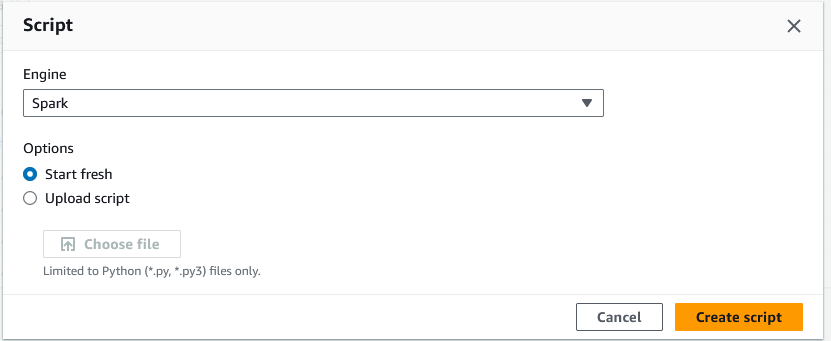 Script
Engine
Spark
Options
Start fresh
Upload script
Choose file
Limited to Python (*.py, *.py3) files only.
Cancel Create script